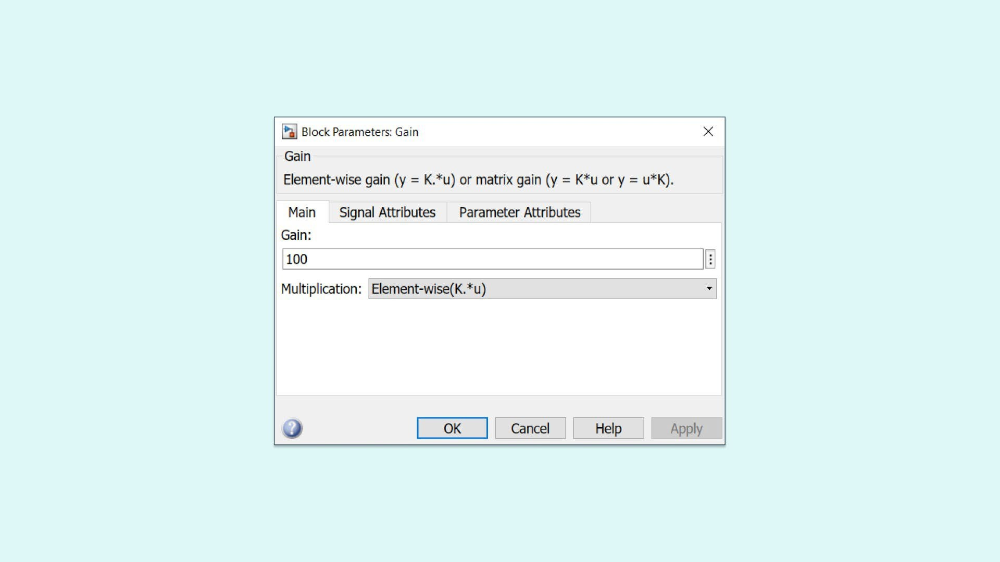 Block Parameters: Gain
Gain
Element-wise gain (y = K.*u) or matrix gain (y = K*u or y = u*K).
Main Signal Attributes Parameter Attributes
Gain:
100
Multiplication: Element-wise(K.*u)
? OK Cancel Help Apply